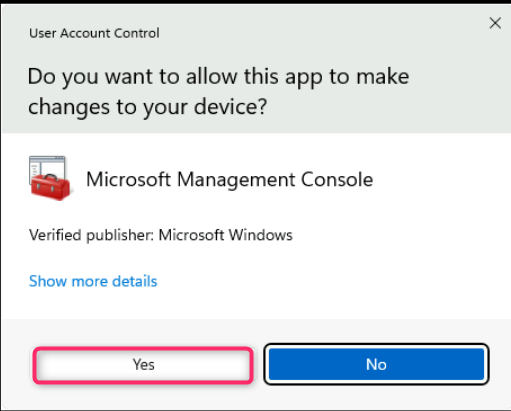 User Account Control
Do you want to allow this app to make
changes to your device?
Microsoft Management Console
Verified publisher: Microsoft Windows
Show more details
Yes
No